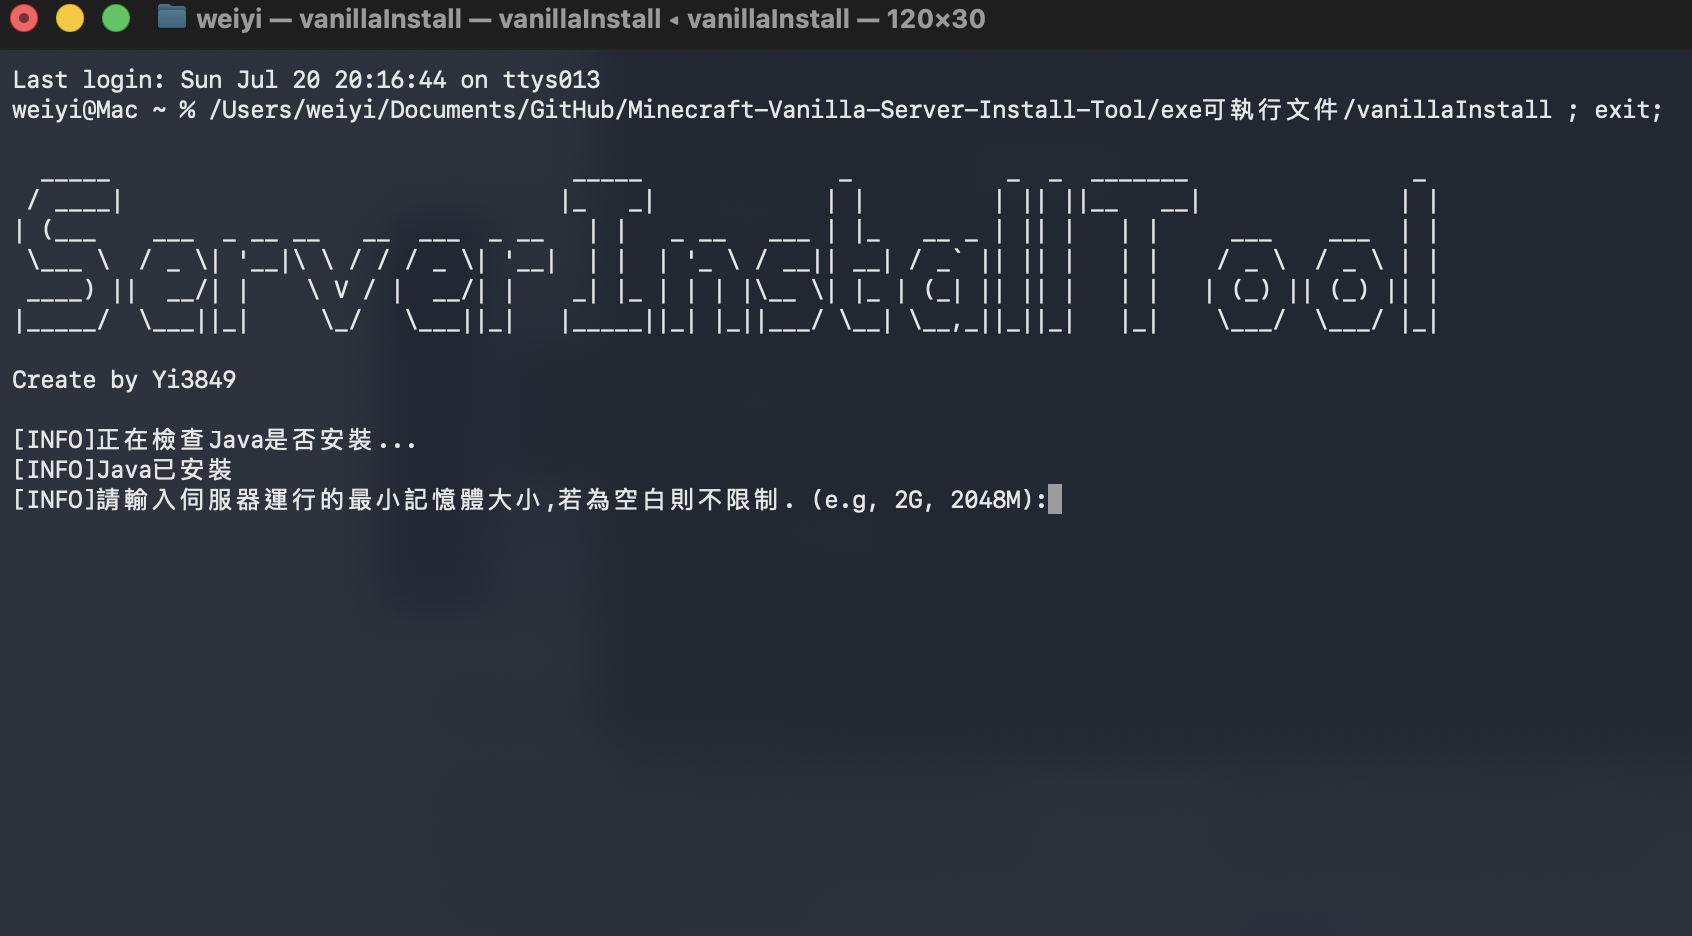 weiyi — vanillaInstall — vanillaInstall ◂ vanillaInstall — 120×30
Last login: Sun Jul 20 20:16:44 on ttys013
weiyi@Mac ~ % /Users/weiyi/Documents/GitHub/Minecraft-Vanilla-Server-Install-Tool/exe可執行文件/vanillaInstall ; exit;
Server Install Tool
Create by Yi3849
[INFO]正在檢查Java是否安裝...
[INFO]Java已安裝
[INFO]請輸入伺服器運行的最小記憶體大小,若為空白則不限制. (e.g, 2G, 2048M):